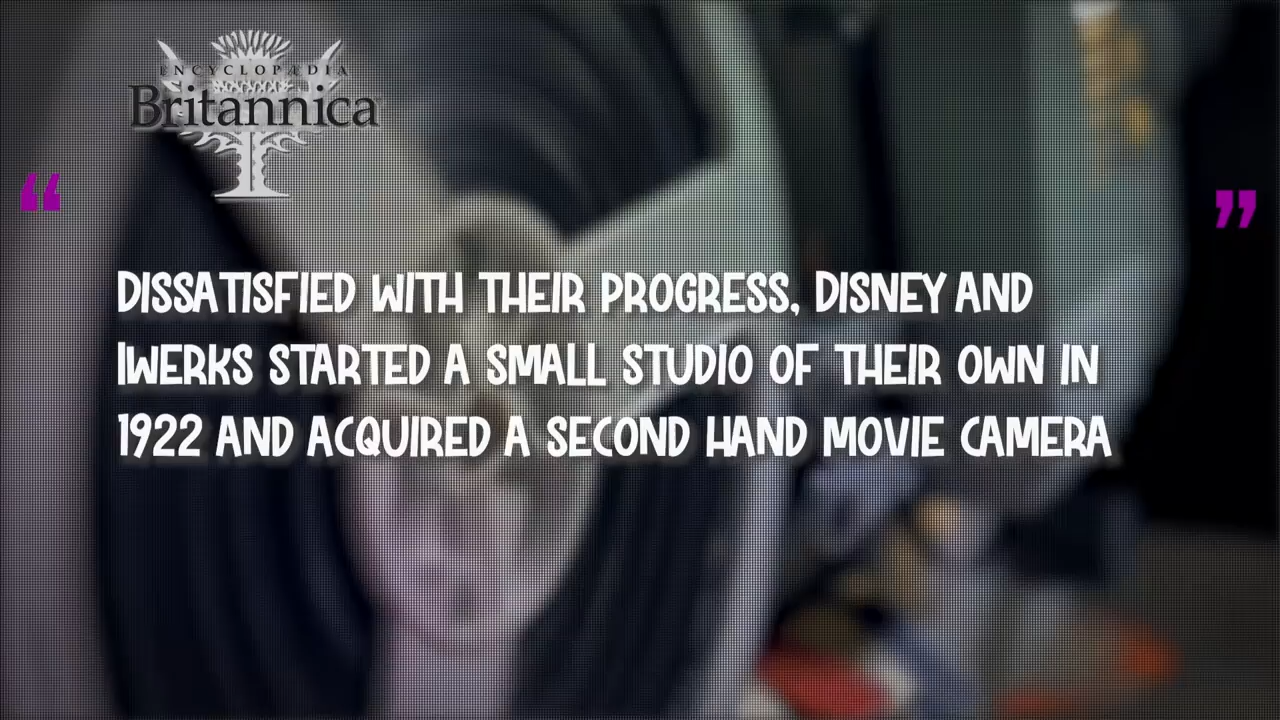 ENCYCLOPÆDIA
Britannica
“ ”
DISSATISFIED WITH THEIR PROGRESS, DISNEY AND
IWERKS STARTED A SMALL STUDIO OF THEIR OWN IN
1922 AND ACQUIRED A SECOND HAND MOVIE CAMERA